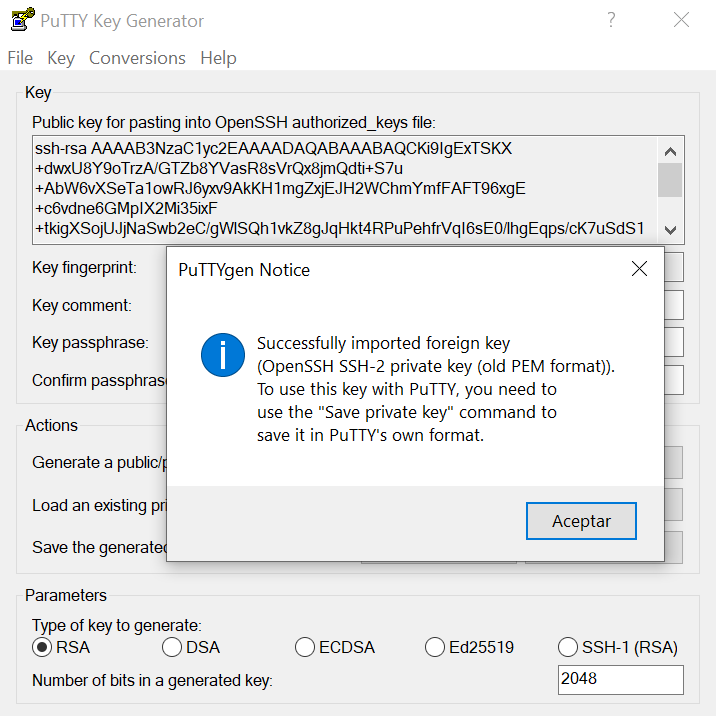 PuTTY Key Generator
?
File Key Conversions Help
Key
Public key for pasting into OpenSSH authorized_keys file:
ssh-rsa AAAAB3NzaC1yc2EAAAADAQABAAABAQCKi9IgExTSKX
+dwxU8Y9oTrzA/GTZb8YVasR8sVrQx8jmQdti+S7u
+AbW6vXSeTa1owRJ6yxv9AkKH1mgZxjEJH2WChmYmfFAFT96xgE
+c6vdne6GMpIX2Mi35ixF
+tkigXSojUJjNaSwb2eC/gWlSQh1vkZ8gJqHkt4RPuPehfrVqI6sE0/lhgEqps/cK7uSdS1
Key fingerprint:
Key comment:
Key passphrase:
Confirm passphrase
PuTTYgen Notice
Successfully imported foreign key
(OpenSSH SSH-2 private key (old PEM format)).
To use this key with PuTTY, you need to
use the "Save private key" command to
save it in PuTTY's own format.
Aceptar
Actions
Generate a public/p
Load an existing pri
Save the generated
Parameters
Type of key to generate:
RSA DSA ECDSA Ed25519 SSH-1 (RSA)
Number of bits in a generated key:
2048